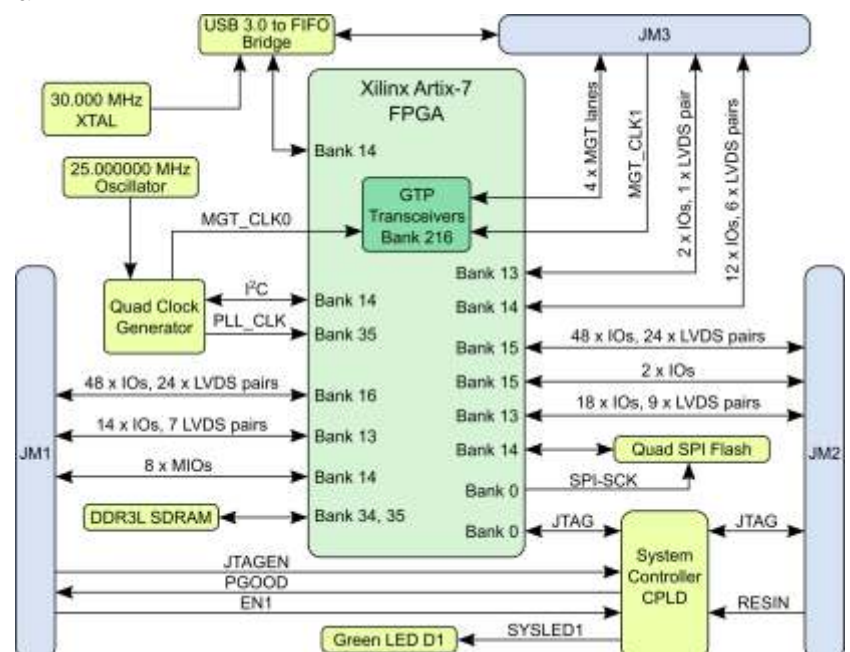 USB 3.0 to FIFO
Bridge
JM3
30.000 MHz
XTAL
Xilinx Artix-7
FPGA
Bank 14
4 x MGT lanes
MGT_CLK1
2 x IOs, 1 x LVDS pair
12 x IOs, 6 x LVDS pairs
25.000000 MHz
Oscillator
GTP
Transceivers
Bank 216
MGT_CLK0
Quad Clock
Generator
I²C
PLL_CLK
Bank 14
Bank 35
Bank 13
Bank 14
Bank 15
48 x IOs, 24 x LVDS pairs
Bank 15
2 x IOs
Bank 13
18 x IOs, 9 x LVDS pairs
48 x IOs, 24 x LVDS pairs
Bank 16
14 x IOs, 7 LVDS pairs
Bank 13
JM1
8 x MIOs
Bank 14
Bank 14
Quad SPI Flash
JM2
Bank 0
SPI-SCK
DDR3L SDRAM
Bank 34, 35
Bank 0
JTAG
JTAG
System
Controller
CPLD
JTAGEN
PGOOD
EN1
RESIN
Green LED D1
SYSLED1